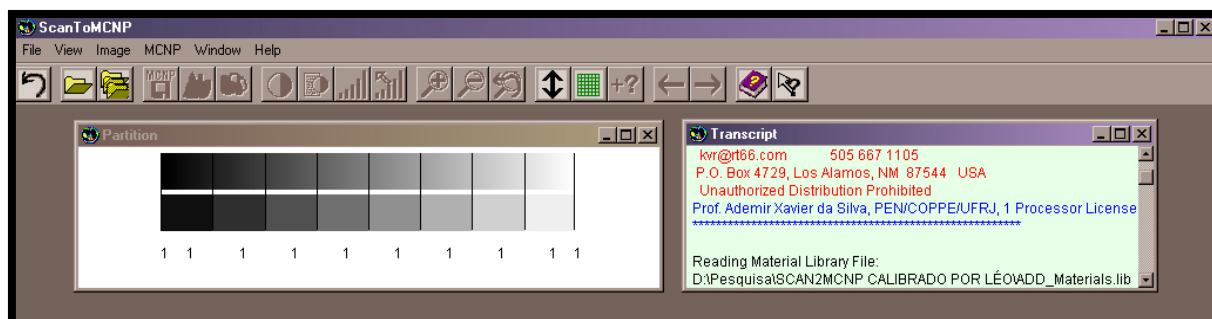 ScanToMCNP
File View Image MCNP Window Help
MCNP
+?
Partition
1 1 1 1 1 1 1 1 1 1
Transcript
kvr@rt66.com 505 667 1105
P.O. Box 4729, Los Alamos, NM 87544 USA
Unauthorized Distribution Prohibited
Prof. Ademir Xavier da Silva, PEN/COPPE/UFRJ, 1 Processor License
Reading Material Library File:
D:\Pesquisa\SCAN2MCNP CALIBRADO POR LÉO\ADD_Materials.lib